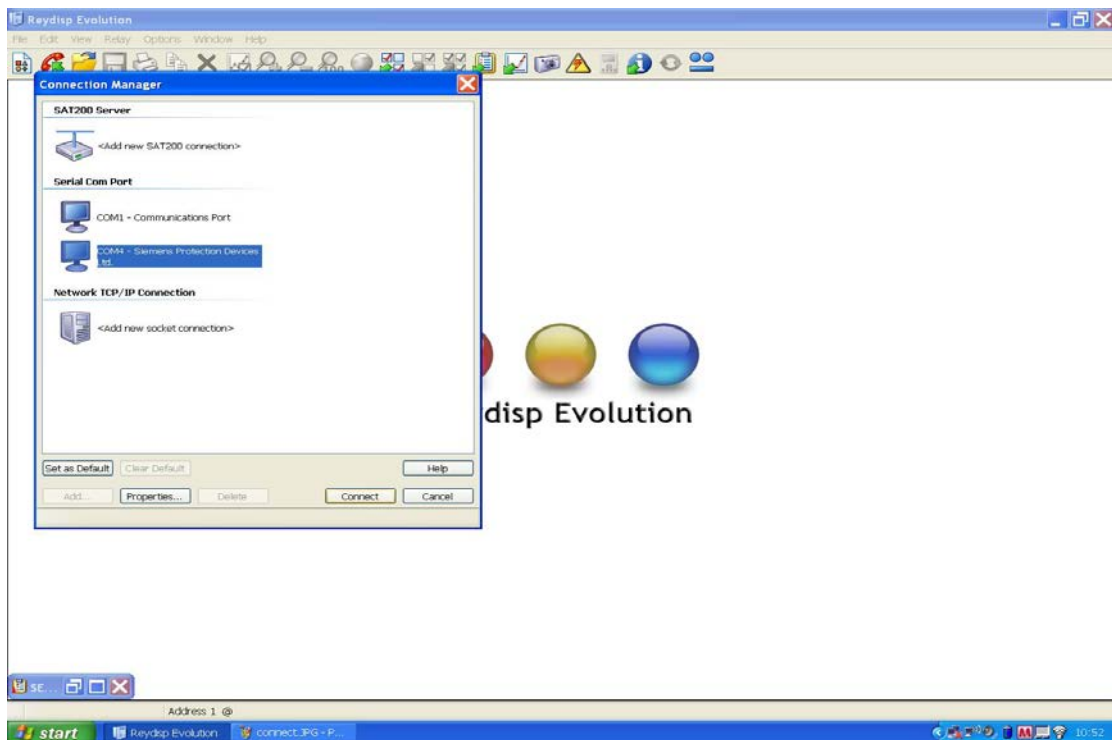 Reydisp Evolution
File Edit View Relay Options Window Help
Connection Manager
SAT200 Server
<Add new SAT200 connection>
Serial Com Port
COM1 - Communications Port
COM4 - Siemens Protection Devices
Ltd.
Network TCP/IP Connection
<Add new socket connection>
disp Evolution
Set as Default Clear Default Help
Add... Properties... Delete Connect Cancel
SE...
Address 1 @
start Reydisp Evolution connect.JPG - P... 10:52